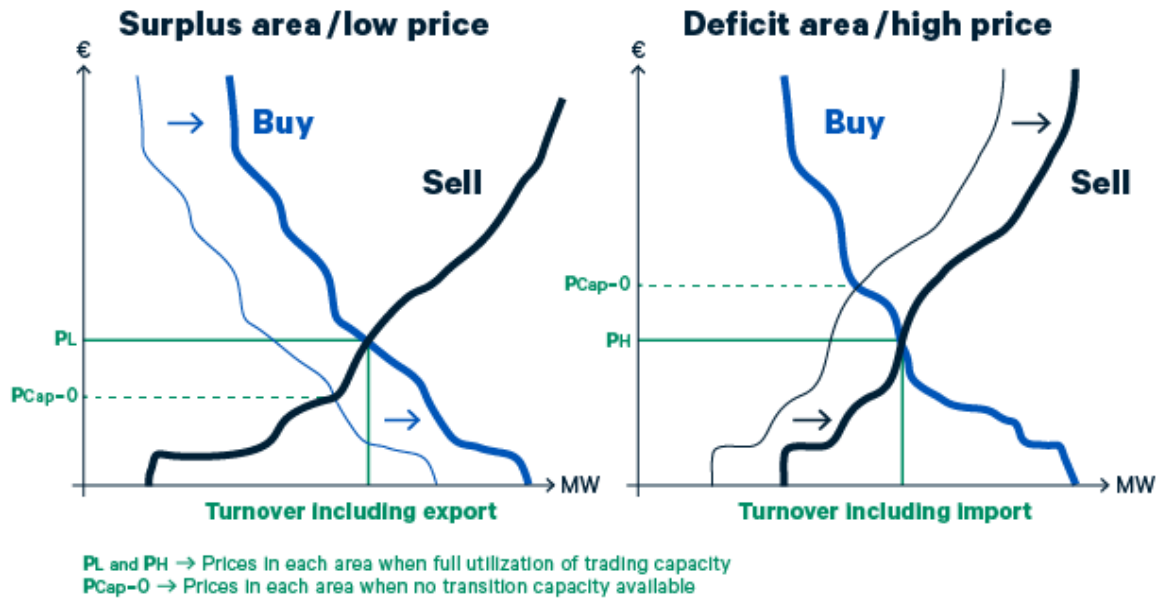 Surplus area/low price
€
Buy
Sell
PL
PCap-0
MW
Turnover including export
Deficit area/high price
€
Buy
Sell
PCap-0
PH
MW
Turnover including import
PL and PH → Prices in each area when full utilization of trading capacity
PCap-0 → Prices in each area when no transition capacity available